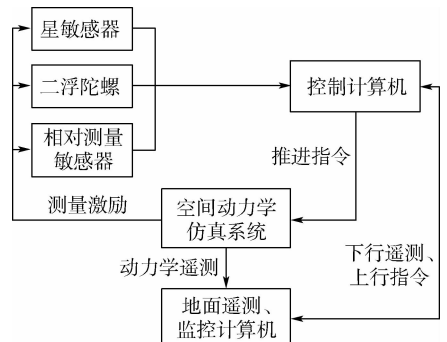 星敏感器
二浮陀螺
相对测量
敏感器
控制计算机
推进指令
测量激励
空间动力学
仿真系统
动力学遥测
下行遥测、
上行指令
地面遥测、
监控计算机